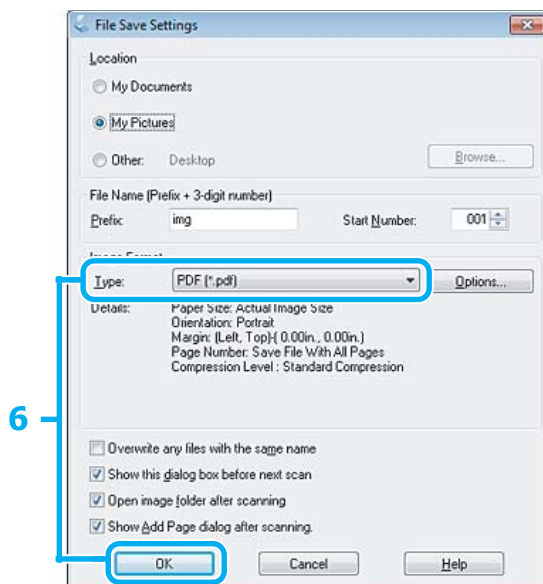 File Save Settings
Location
My Documents
My Pictures
Other: Desktop Browse...
File Name (Prefix + 3-digit number)
Prefix: img Start Number: 001
Image Format
Type: PDF (*.pdf) Options...
Details: Paper Size: Actual Image Size
Orientation: Portrait
Margin: (Left, Top)-( 0.00in., 0.00in.)
Page Number: Save File With All Pages
Compression Level : Standard Compression
6
Overwrite any files with the same name
Show this dialog box before next scan
Open image folder after scanning
Show Add Page dialog after scanning.
OK Cancel Help